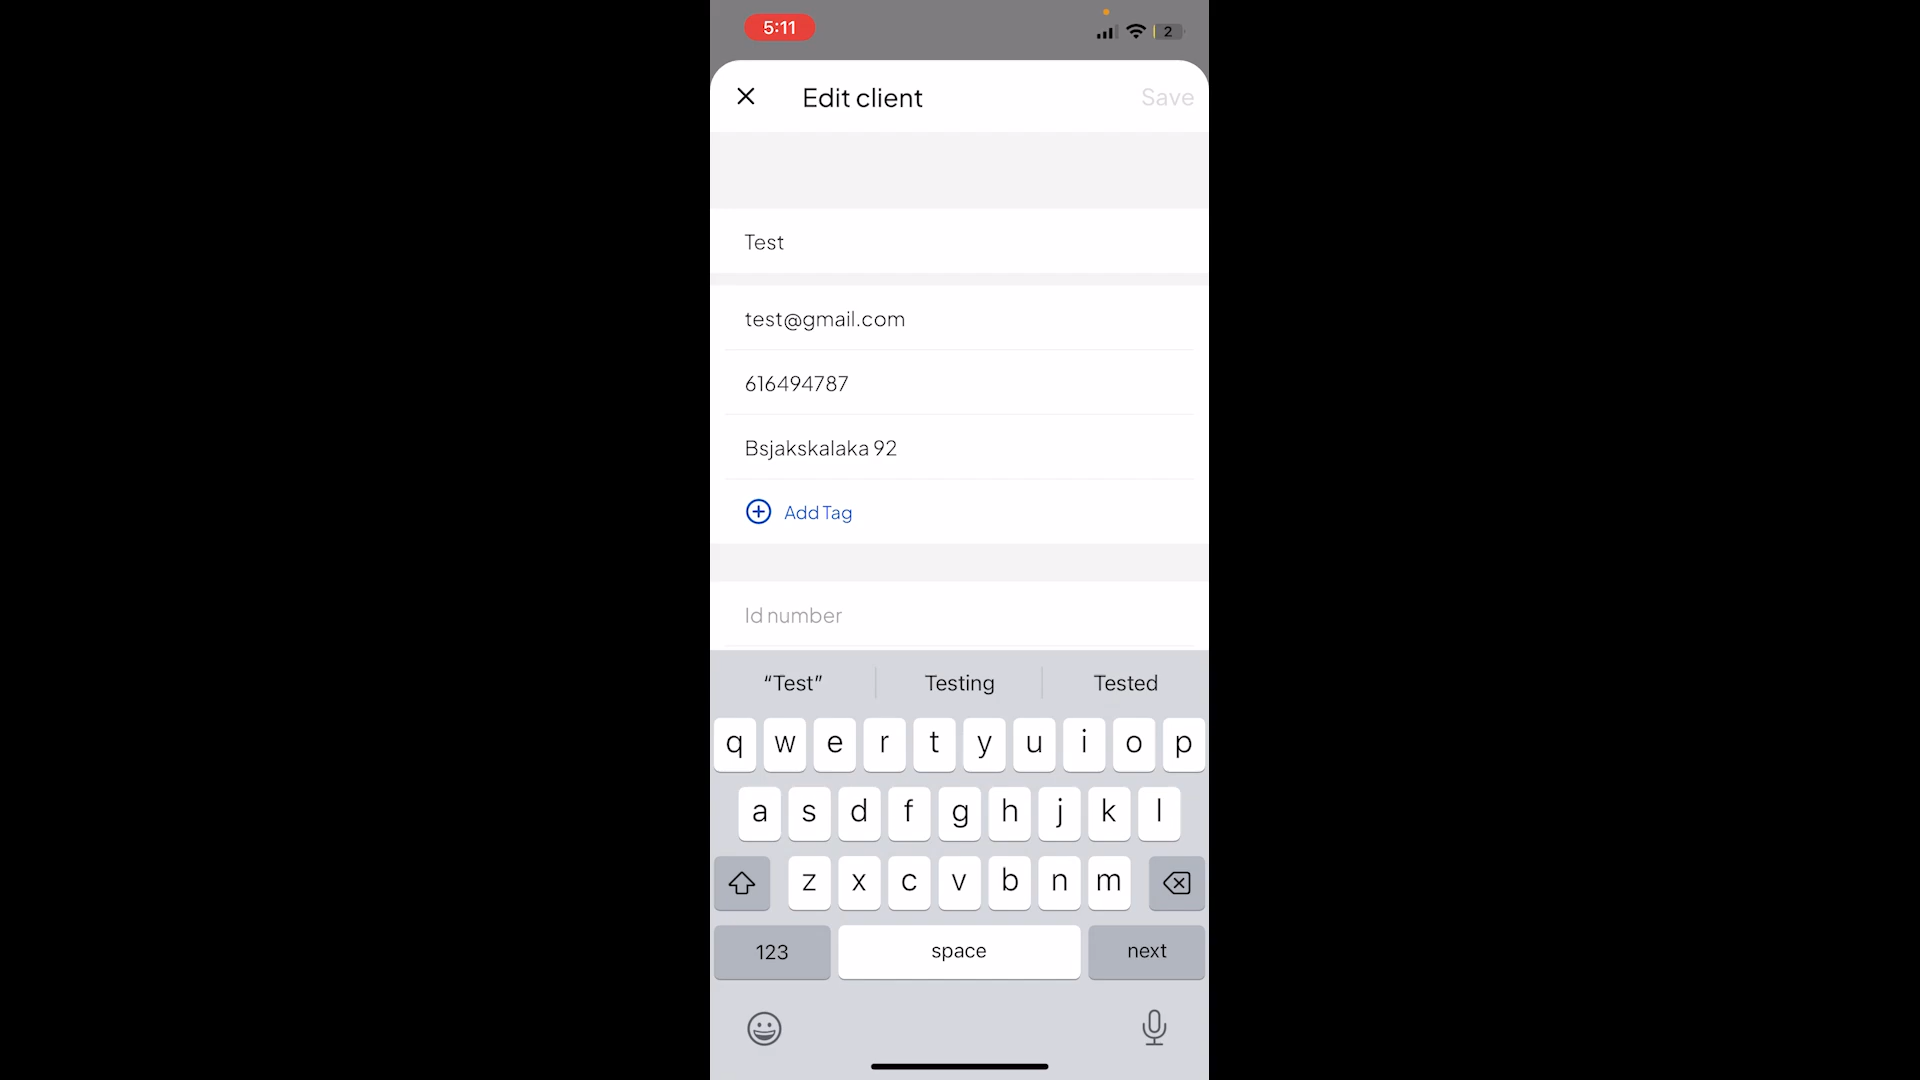 5:11
2
Edit client
Save
Test
test@gmail.com
616494787
Bsjakskalaka 92
Add Tag
Id number
“Test”
Testing
Tested
q w e r t y u i o p
a s d f g h j k l
z x c v b n m
123
space
next